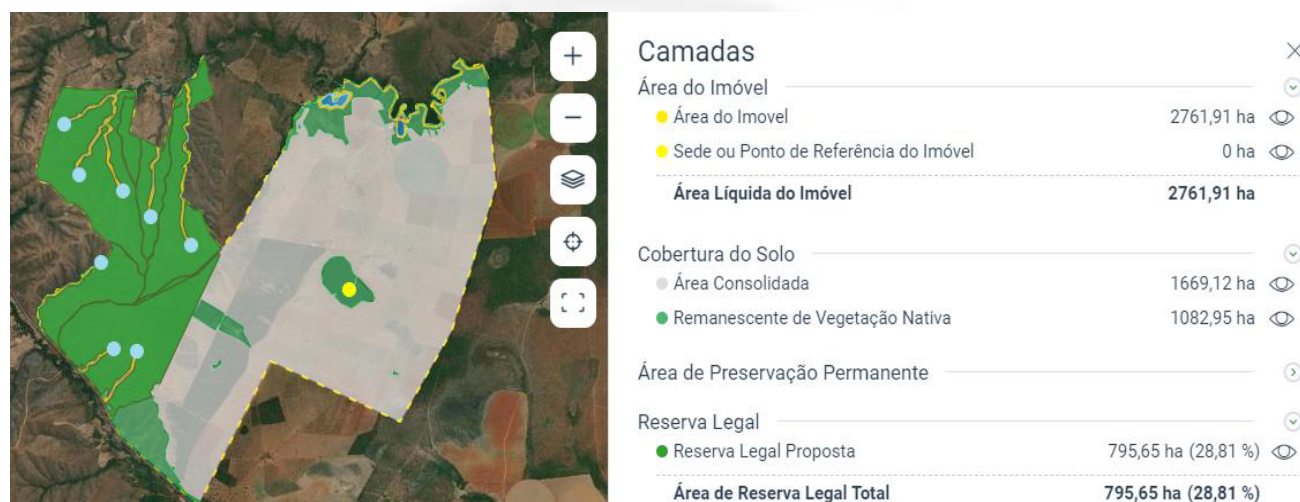 Camadas
Área do Imóvel
Área do Imovel 2761,91 ha
Sede ou Ponto de Referência do Imóvel 0 ha
Área Líquida do Imóvel 2761,91 ha
Cobertura do Solo
Área Consolidada 1669,12 ha
Remanescente de Vegetação Nativa 1082,95 ha
Área de Preservação Permanente
Reserva Legal
Reserva Legal Proposta 795,65 ha (28,81 %)
Área de Reserva Legal Total 795,65 ha (28,81 %)